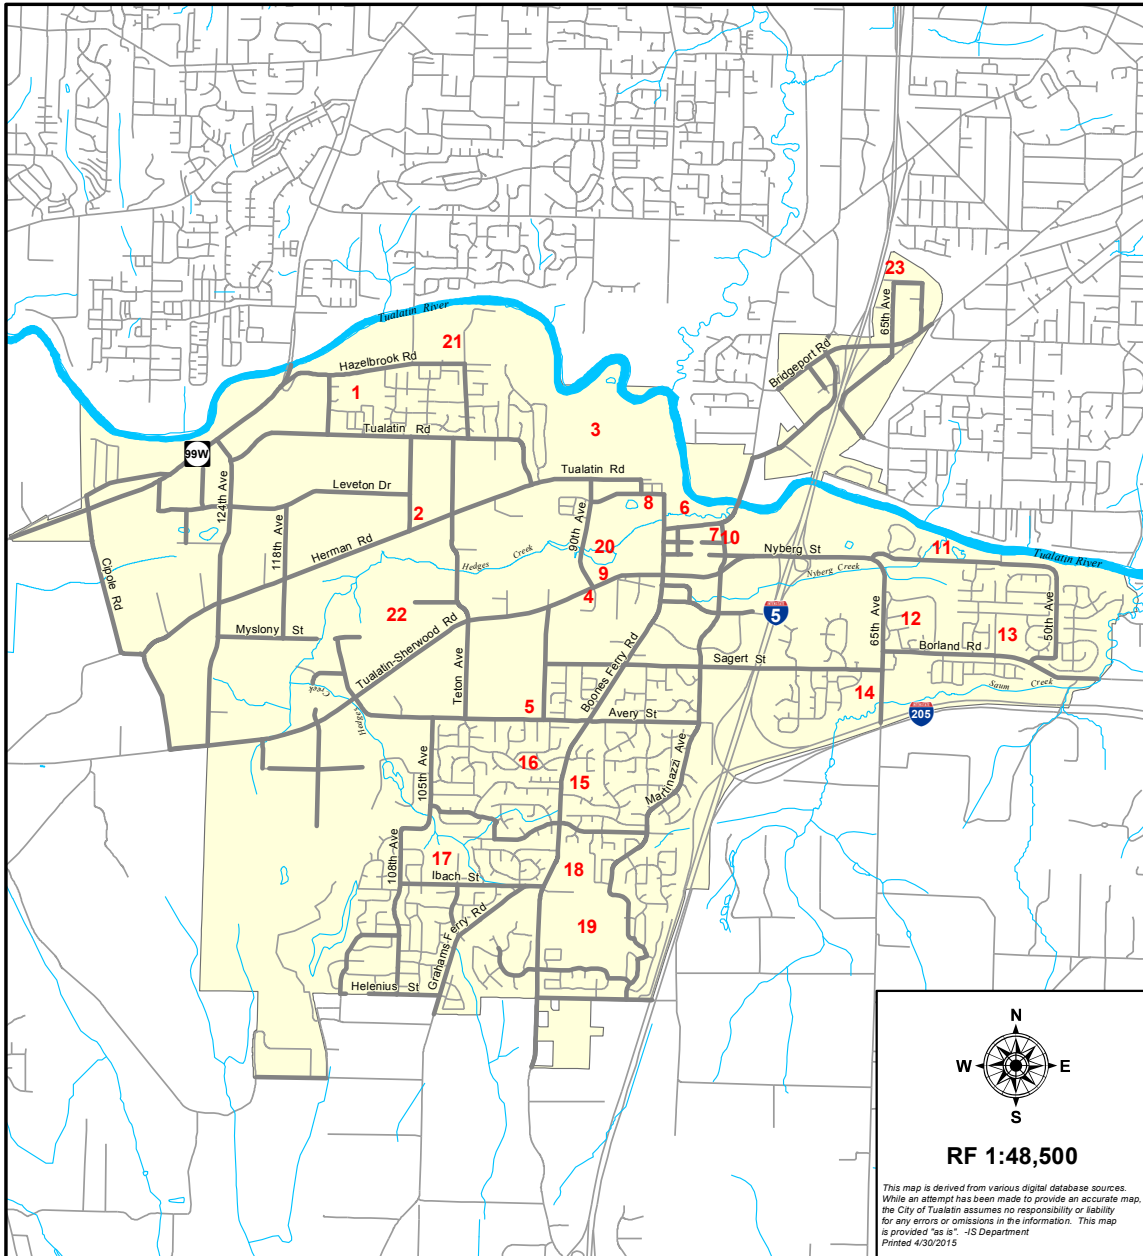 23
65th Ave
Tualatin River
21
Bridgeport Rd
Hazelbrook Rd
1
Tualatin Rd
3
99W
Tualatin Rd
124th Ave
Leveton Dr
2
8
6
118th Ave
Herman Rd
90th Ave
7
10
20
Nyberg St
11
Tualatin River
Hedges Creek
9
Nyberg Creek
Cipole Rd
4
5
22
65th Ave
12
50th Ave
13
Myslony St
Tualatin-Sherwood Rd
Boones Ferry Rd
Borland Rd
Sagert St
Teton Ave
14
Saum Creek
Hedges Creek
5
Avery St
205
105th Ave
16
15
Martinazzi Ave
108th Ave
17
18
Ibach St
Grahams Ferry Rd
19
Helenius St
N
W E
S
RF 1:48,500
This map is derived from various digital database sources.
While an attempt has been made to provide an accurate map,
the City of Tualatin assumes no responsibility or liability
for any errors or omissions in the information. This map
is provided "as is". -IS Department
Printed 4/30/2015